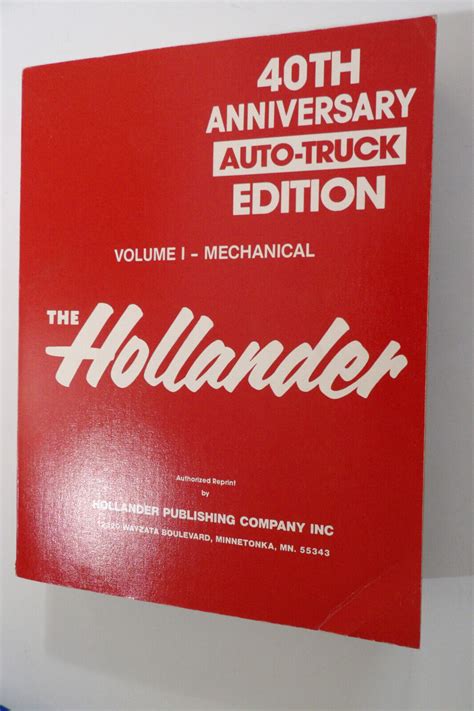 40TH
ANNIVERSARY
AUTO-TRUCK
EDITION
VOLUME I - MECHANICAL
THE Hollander
Authorized Reprint
by
HOLLANDER PUBLISHING COMPANY INC
12320 WAYZATA BOULEVARD, MINNETONKA, MN. 55343